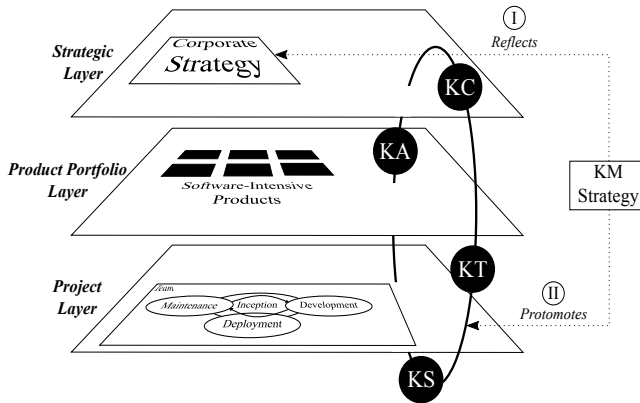 I
Reflects
Strategic
Layer
Corporate
Strategy
KC
KA
Product Portfolio
Layer
Software-Intensive
Products
KM
Strategy
Project
Layer
Team
Maintenance
Inception
Development
Deployment
KT
II
Protomotes
KS